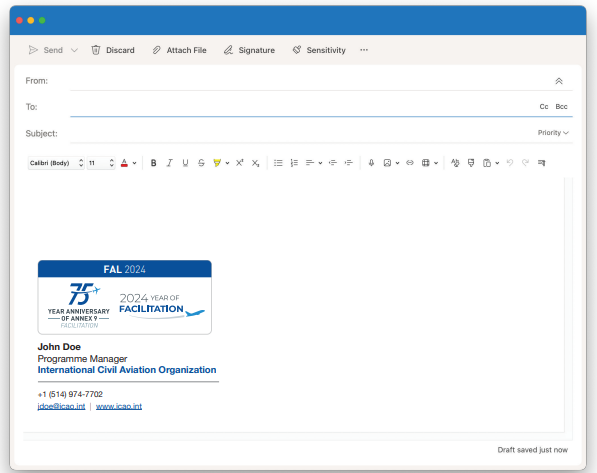 Send Discard Attach File Signature Sensitivity ...
From:
To: Cc Bcc
Subject: Priority
Calibri (Body) 11 A B I U S X² X₂
FAL 2024
75
YEAR ANNIVERSARY
OF ANNEX 9
FACILITATION
2024 YEAR OF
FACILITATION
John Doe
Programme Manager
International Civil Aviation Organization
+1 (514) 974-7702
jdoe@icao.int | www.icao.int
Draft saved just now